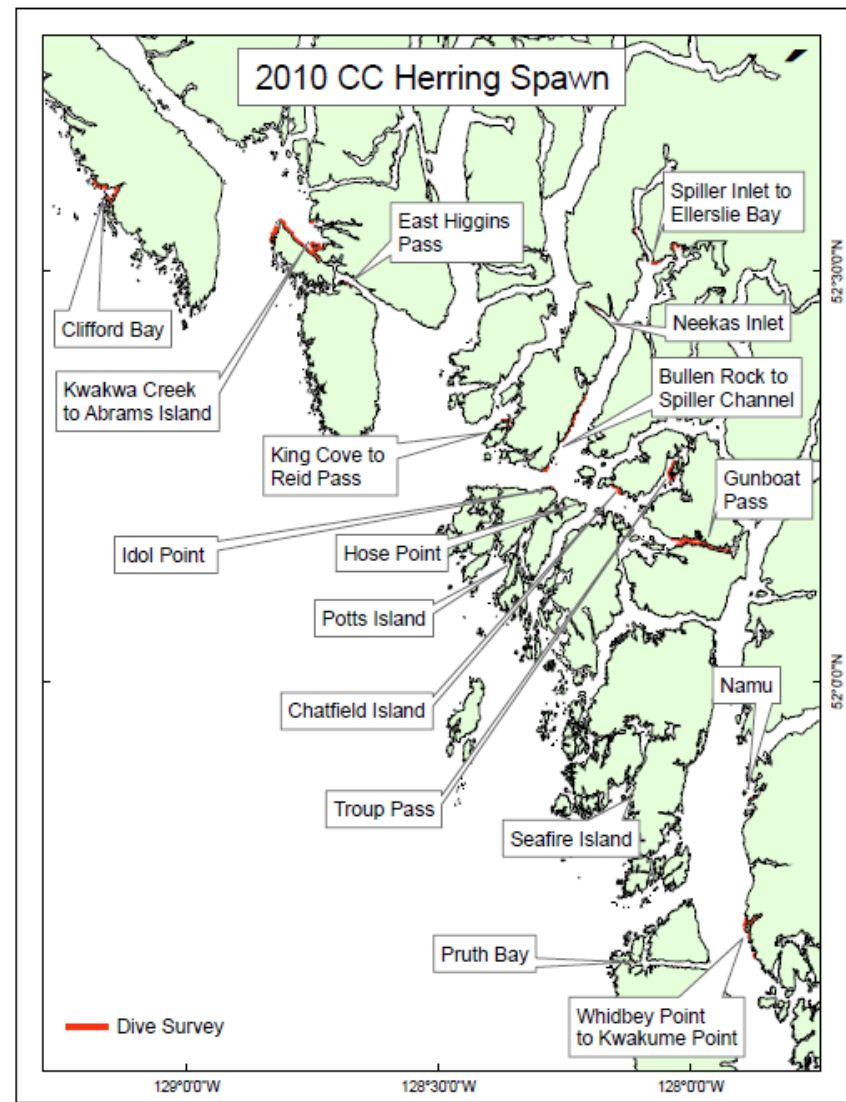 2010 CC Herring Spawn
Spiller Inlet to
Ellerslie Bay
East Higgins
Pass
52°30'N
Clifford Bay
Neekas Inlet
Kwakwa Creek
to Abrams Island
Bullen Rock to
Spiller Channel
King Cove to
Reid Pass
Gunboat
Pass
Idol Point
Hose Point
Potts Island
52°0'N
Namu
Chatfield Island
Troup Pass
Seafire Island
Pruth Bay
Whidbey Point
to Kwakume Point
Dive Survey
129°0'0"W
128°30'0"W
128°0'0"W